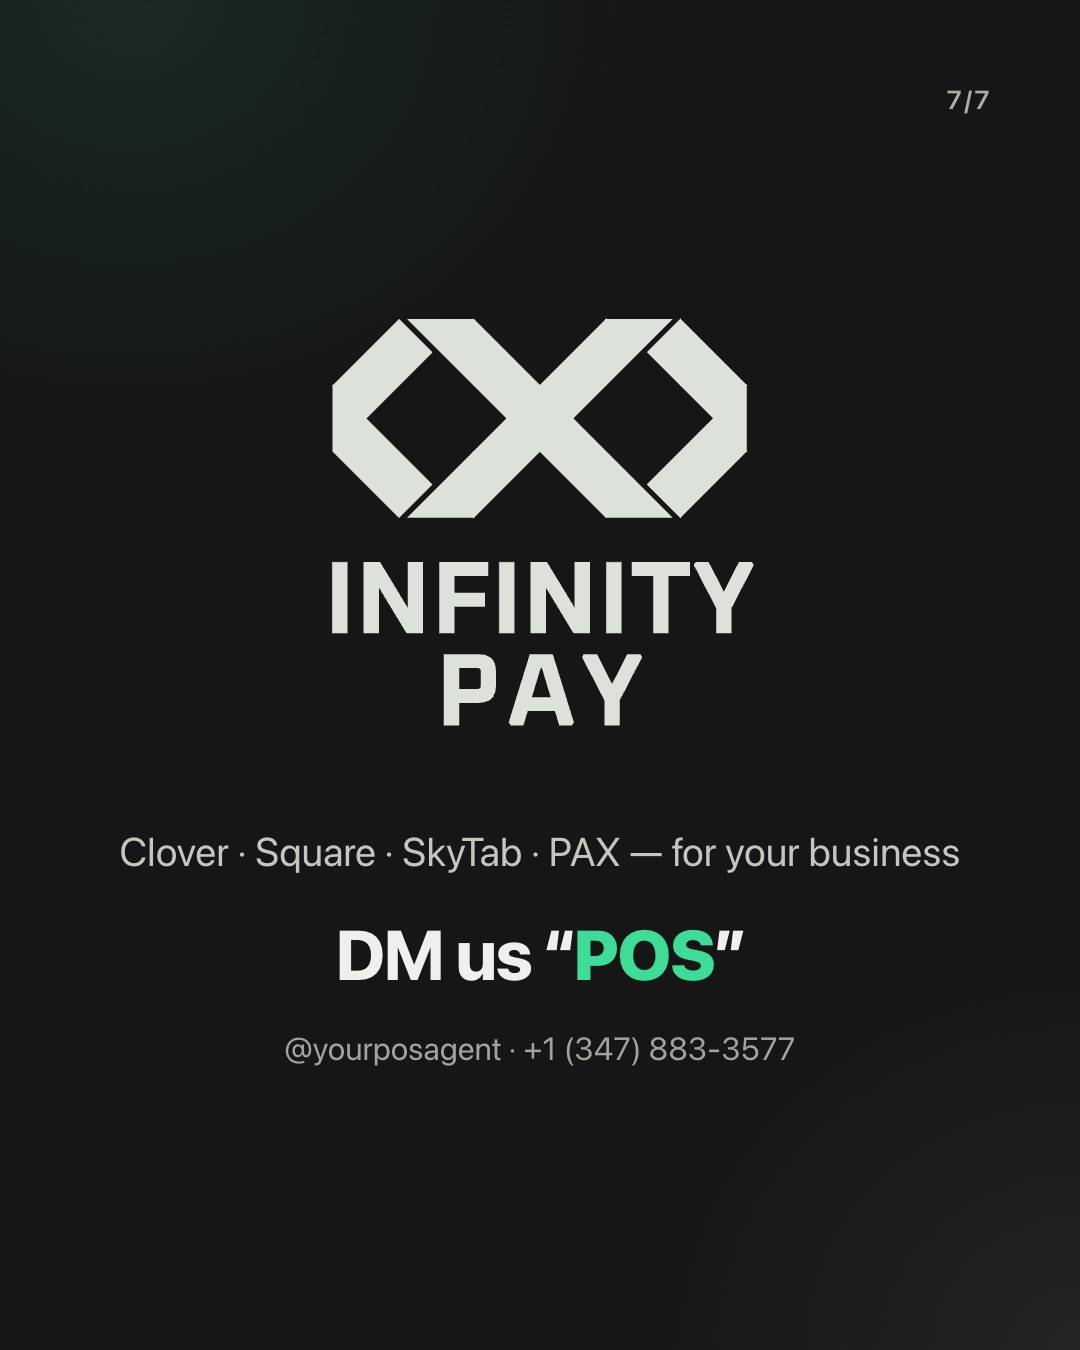 7/7
INFINITY
PAY
Clover · Square · SkyTab · PAX — for your business
DM us “POS”
@yourposagent · +1 (347) 883-3577